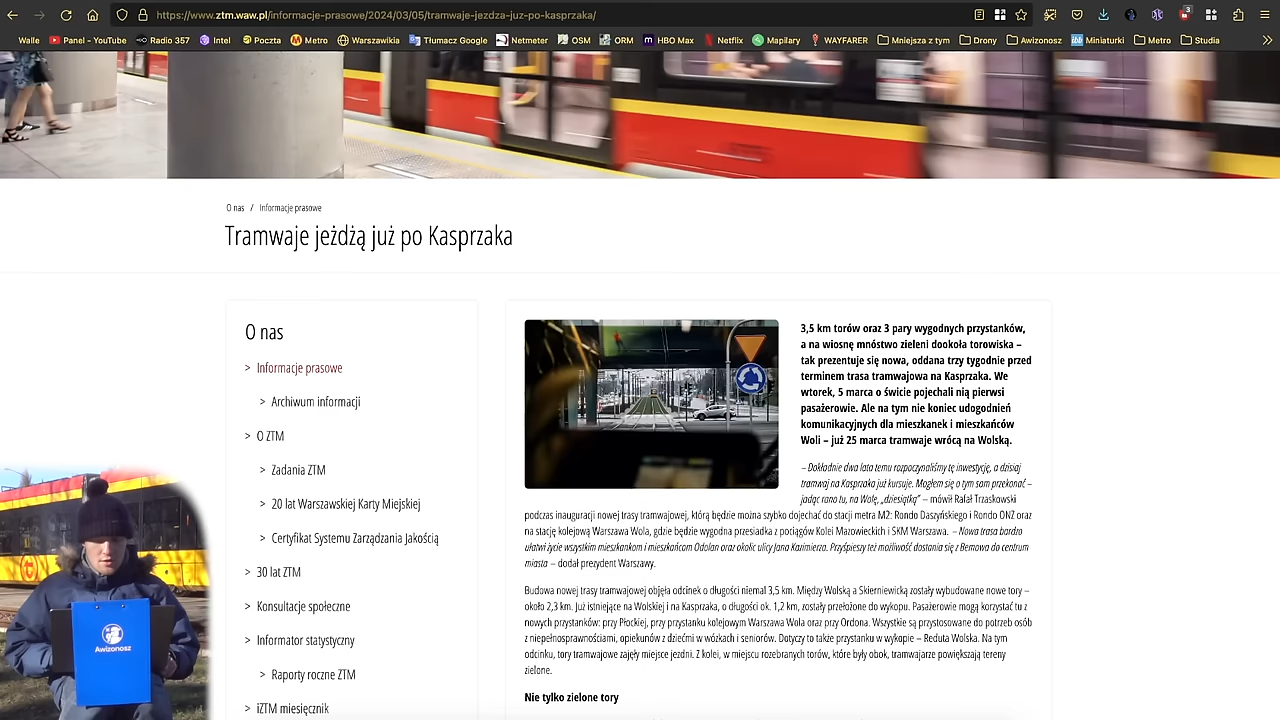 https://www.ztm.waw.pl/informacje-prasowe/2024/03/05/tramwaje-jezdza-juz-po-kasprzaka/
3
Walle Panel - YouTube Radio 357 Intel Poczta Metro Warszawikia Tłumacz Google Netmeter OSM ORM HBO Max Netflix Mapilary WAYFARER Mniejsza z tym Drony Awizonosz Miniaturki Metro Studia
O nas / Informacje prasowe
Tramwaje jeżdżą już po Kasprzaka
O nas
> Informacje prasowe
> Archiwum informacji
> O ZTM
> Zadania ZTM
> 20 lat Warszawskiej Karty Miejskiej
> Certyfikat Systemu Zarządzania Jakością
> 30 lat ZTM
> Konsultacje społeczne
> Informator statystyczny
> Raporty roczne ZTM
> iZTM miesięcznik
3,5 km torów oraz 3 pary wygodnych przystanków,
a na wiosnę mnóstwo zieleni dookoła torowiska –
tak prezentuje się nowa, oddana trzy tygodnie przed
terminem trasa tramwajowa na Kasprzaka. We
wtorek, 5 marca o świcie pojechali nią pierwsi
pasażerowie. Ale na tym nie koniec udogodnień
komunikacyjnych dla mieszkanek i mieszkańców
Woli – już 25 marca tramwaje wrócą na Wolską.
– Dokładnie dwa lata temu rozpoczynaliśmy tę inwestycję, a dzisiaj
tramwaj na Kasprzaka już kursuje. Mogłem się o tym sam przekonać –
jadąc rano tu, na Wolę, „dziesiątką” – mówił Rafał Trzaskowski
podczas inauguracji nowej trasy tramwajowej, którą będzie można szybko dojechać do stacji metra M2: Rondo Daszyńskiego i Rondo ONZ oraz
na stację kolejową Warszawa Wola, gdzie będzie wygodna przesiadka z pociągów Kolei Mazowieckich i SKM Warszawa. – Nowa trasa bardzo
ułatwi życie wszystkim mieszkankom i mieszkańcom Odolan oraz okolic ulicy Jana Kazimierza. Przyśpieszy też możliwość dostania się z Bemowa do centrum
miasta – dodał prezydent Warszawy.
Budowa nowej trasy tramwajowej objęła odcinek o długości niemal 3,5 km. Między Wolską a Skierniewicką zostały wybudowane nowe tory –
około 2,3 km. Już istniejące na Wolskiej i na Kasprzaka, o długości ok. 1,2 km, zostały przełożone do wykopu. Pasażerowie mogą korzystać tu z
nowych przystanków: przy Płockiej, przy przystanku kolejowym Warszawa Wola oraz przy Ordona. Wszystkie są przystosowane do potrzeb osób
z niepełnosprawnościami, opiekunów z dziećmi w wózkach i seniorów. Dotyczy to także przystanku w wykopie – Reduta Wolska. Na tym
odcinku, tory tramwajowe zajęły miejsce jezdni. Z kolei, w miejscu rozebranych torów, które były obok, tramwajarze powiększają tereny
zielone.
Nie tylko zielone tory
Awizonosz